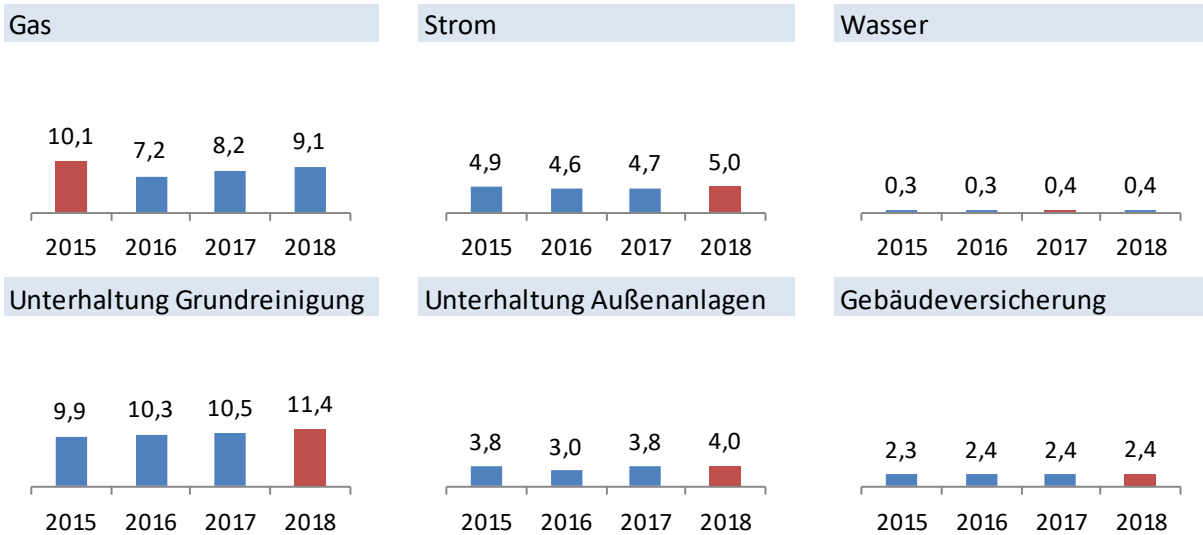 Gas Strom Wasser
10,1 7,2 8,2 9,1 4,9 4,6 4,7 5,0 0,3 0,3 0,4 0,4
2015 2016 2017 2018 2015 2016 2017 2018 2015 2016 2017 2018
Unterhaltung Grundreinigung Unterhaltung Außenanlagen Gebäudeversicherung
9,9 10,3 10,5 11,4 3,8 3,0 3,8 4,0 2,3 2,4 2,4 2,4
2015 2016 2017 2018 2015 2016 2017 2018 2015 2016 2017 2018